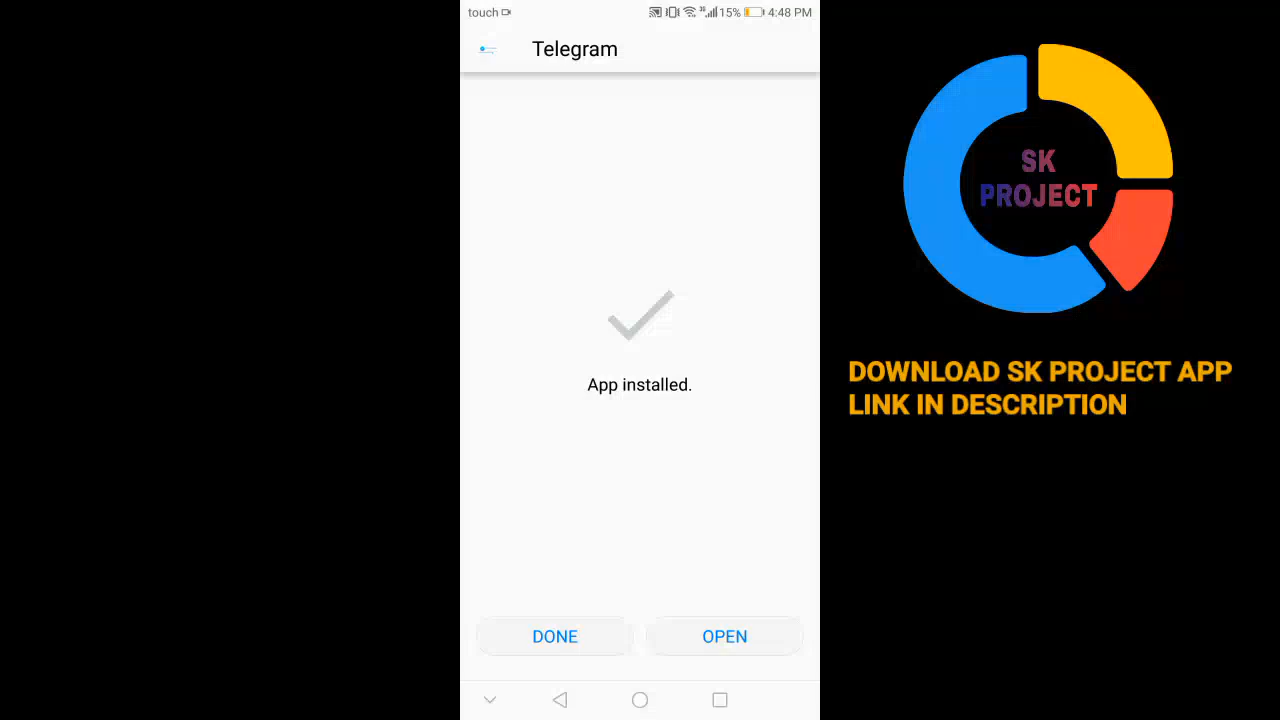 touch 15% 4:48 PM
Telegram
App installed.
DONE OPEN
SK
PROJECT
DOWNLOAD SK PROJECT APP
LINK IN DESCRIPTION